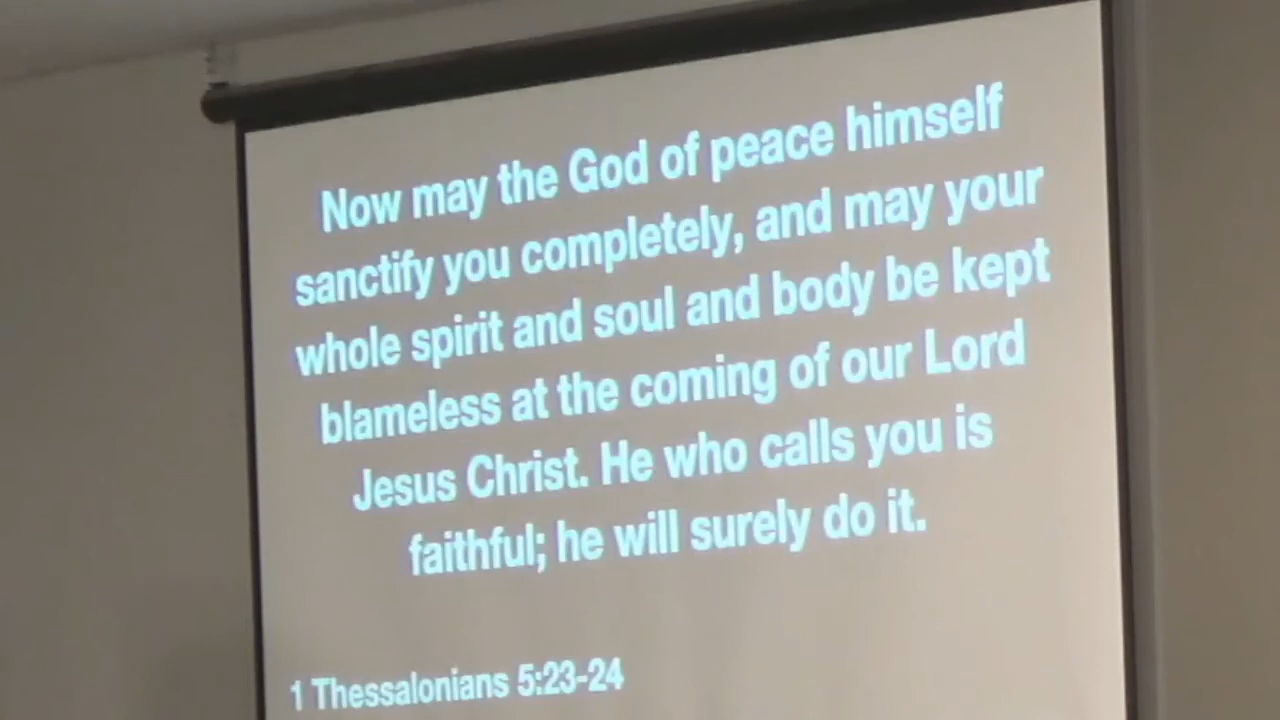 Now may the God of peace himself
sanctify you completely, and may your
whole spirit and soul and body be kept
blameless at the coming of our Lord
Jesus Christ. He who calls you is
faithful; he will surely do it.
1 Thessalonians 5:23-24